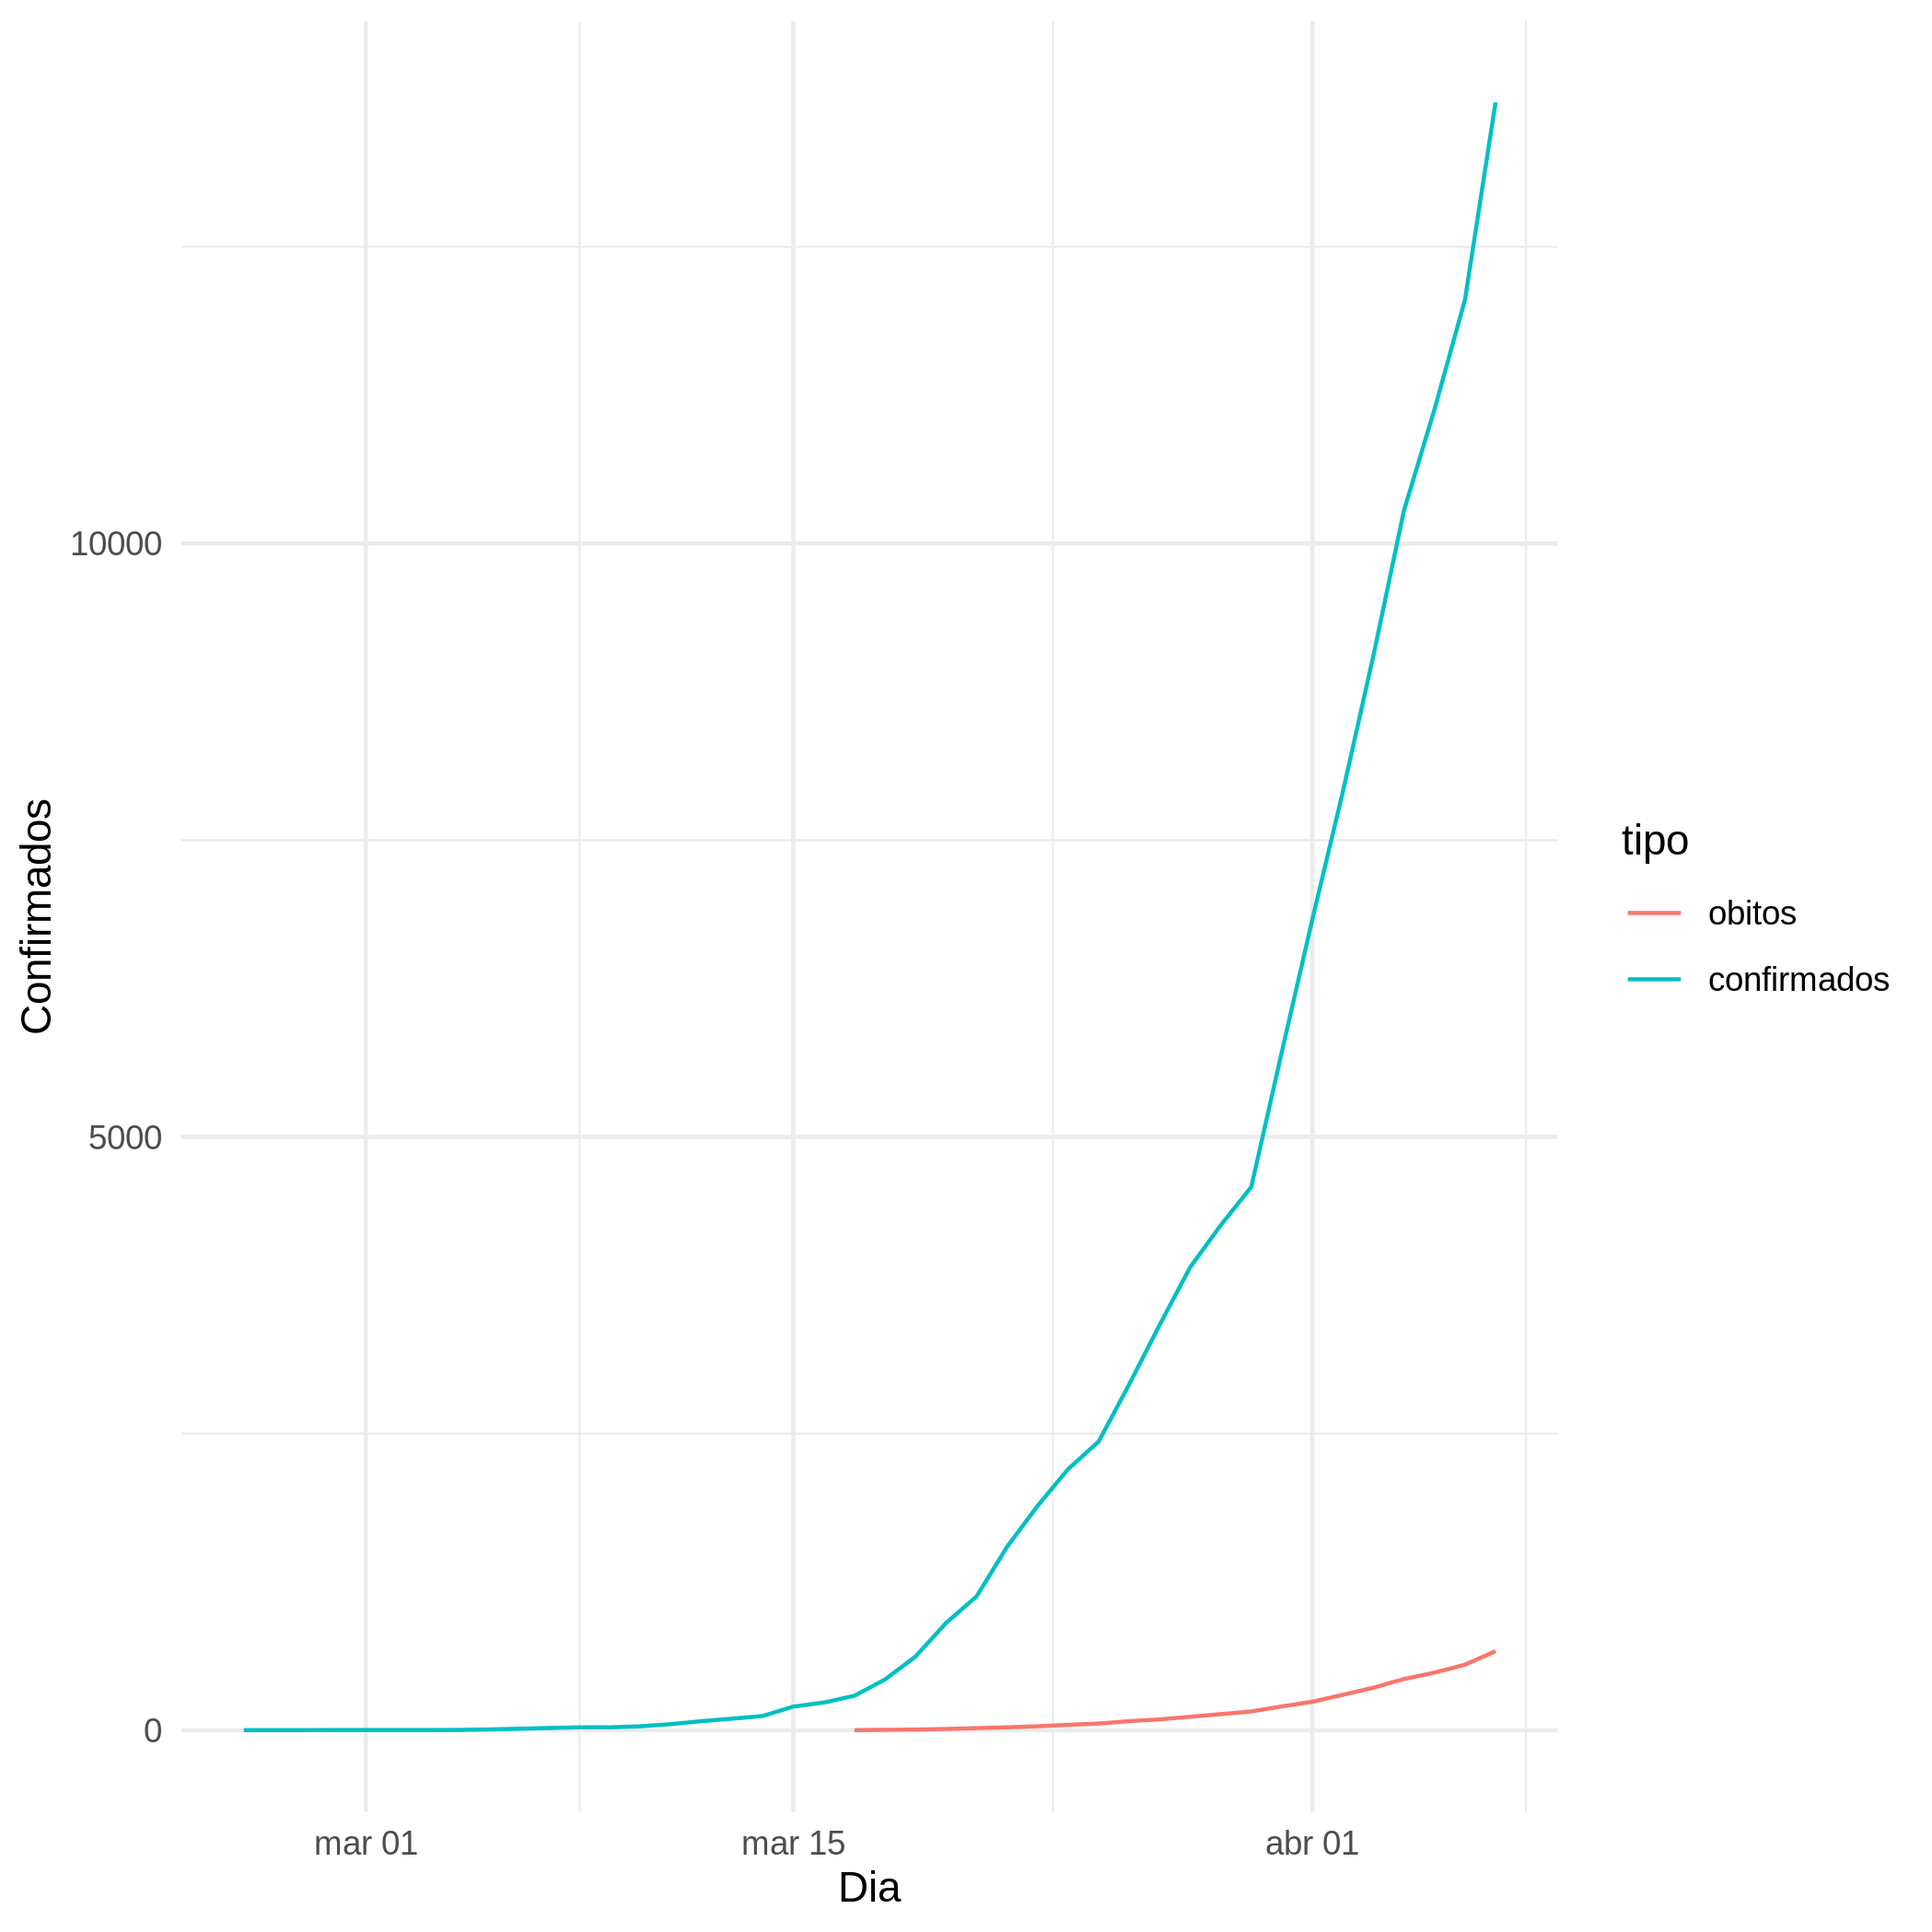 Confirmados
10000
5000
0
mar 01
mar 15
abr 01
Dia
tipo
obitos
confirmados